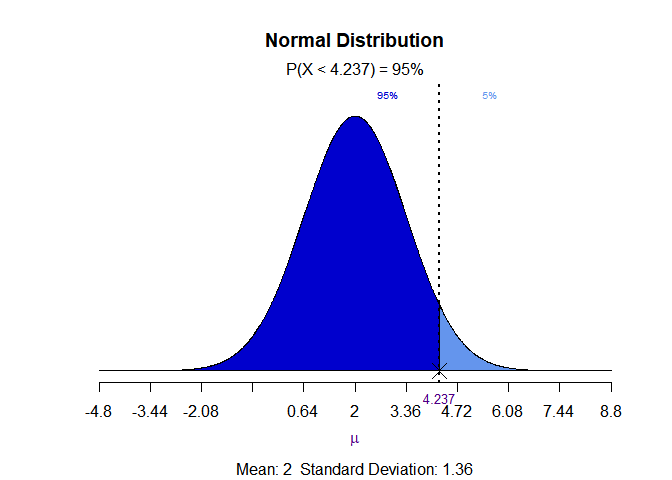 Normal Distribution
P(X < 4.237) = 95%
95% 5%
4.237
-4.8 -3.44 -2.08 0.64 2 3.36 4.72 6.08 7.44 8.8
μ
Mean: 2 Standard Deviation: 1.36